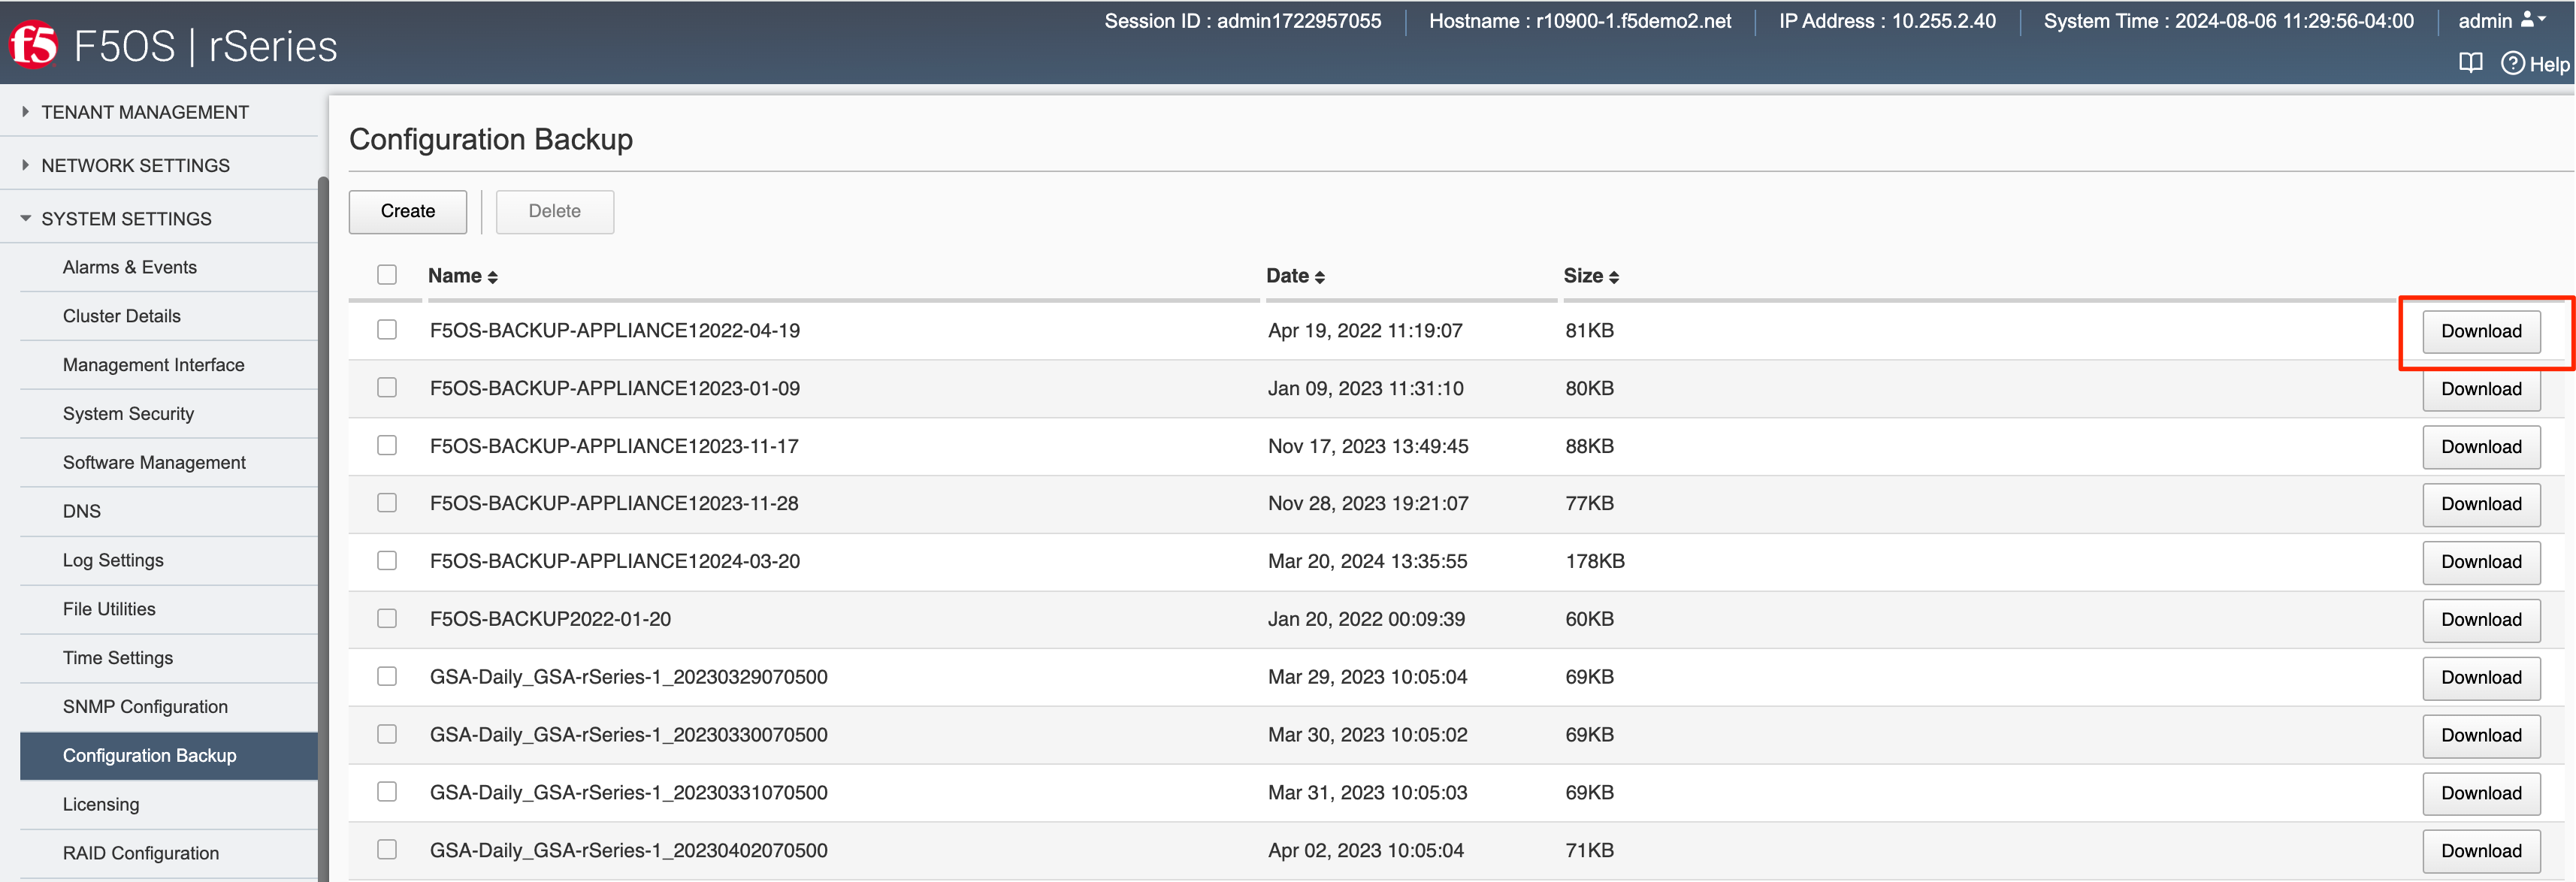 Session ID : admin1722957055 Hostname : r10900-1.f5demo2.net IP Address : 10.255.2.40 System Time : 2024-08-06 11:29:56-04:00 admin
f5 F5OS | rSeries
Help
TENANT MANAGEMENT
NETWORK SETTINGS
SYSTEM SETTINGS
Alarms & Events
Cluster Details
Management Interface
System Security
Software Management
DNS
Log Settings
File Utilities
Time Settings
SNMP Configuration
Configuration Backup
Licensing
RAID Configuration
Configuration Backup
Create Delete
Name Date Size
F5OS-BACKUP-APPLIANCE12022-04-19 Apr 19, 2022 11:19:07 81KB Download
F5OS-BACKUP-APPLIANCE12023-01-09 Jan 09, 2023 11:31:10 80KB Download
F5OS-BACKUP-APPLIANCE12023-11-17 Nov 17, 2023 13:49:45 88KB Download
F5OS-BACKUP-APPLIANCE12023-11-28 Nov 28, 2023 19:21:07 77KB Download
F5OS-BACKUP-APPLIANCE12024-03-20 Mar 20, 2024 13:35:55 178KB Download
F5OS-BACKUP2022-01-20 Jan 20, 2022 00:09:39 60KB Download
GSA-Daily_GSA-rSeries-1_20230329070500 Mar 29, 2023 10:05:04 69KB Download
GSA-Daily_GSA-rSeries-1_20230330070500 Mar 30, 2023 10:05:02 69KB Download
GSA-Daily_GSA-rSeries-1_20230331070500 Mar 31, 2023 10:05:03 69KB Download
GSA-Daily_GSA-rSeries-1_20230402070500 Apr 02, 2023 10:05:04 71KB Download